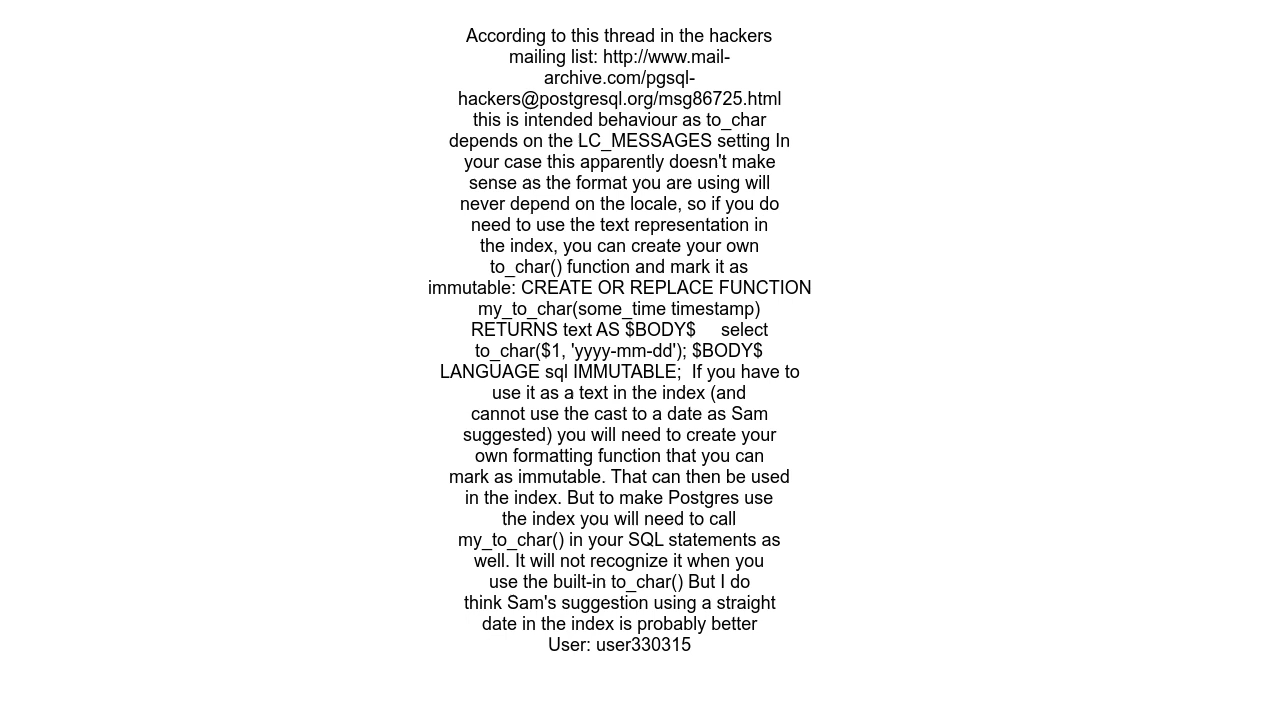 According to this thread in the hackers
mailing list: http://www.mail-
archive.com/pgsql-
hackers@postgresql.org/msg86725.html
this is intended behaviour as to_char
depends on the LC_MESSAGES setting In
your case this apparently doesn't make
sense as the format you are using will
never depend on the locale, so if you do
need to use the text representation in
the index, you can create your own
to_char() function and mark it as
immutable: CREATE OR REPLACE FUNCTION
my_to_char(some_time timestamp)
RETURNS text AS $BODY$     select
to_char($1, 'yyyy-mm-dd'); $BODY$
LANGUAGE sql IMMUTABLE;  If you have to
use it as a text in the index (and
cannot use the cast to a date as Sam
suggested) you will need to create your
own formatting function that you can
mark as immutable. That can then be used
in the index. But to make Postgres use
the index you will need to call
my_to_char() in your SQL statements as
well. It will not recognize it when you
use the built-in to_char() But I do
think Sam's suggestion using a straight
date in the index is probably better
User: user330315